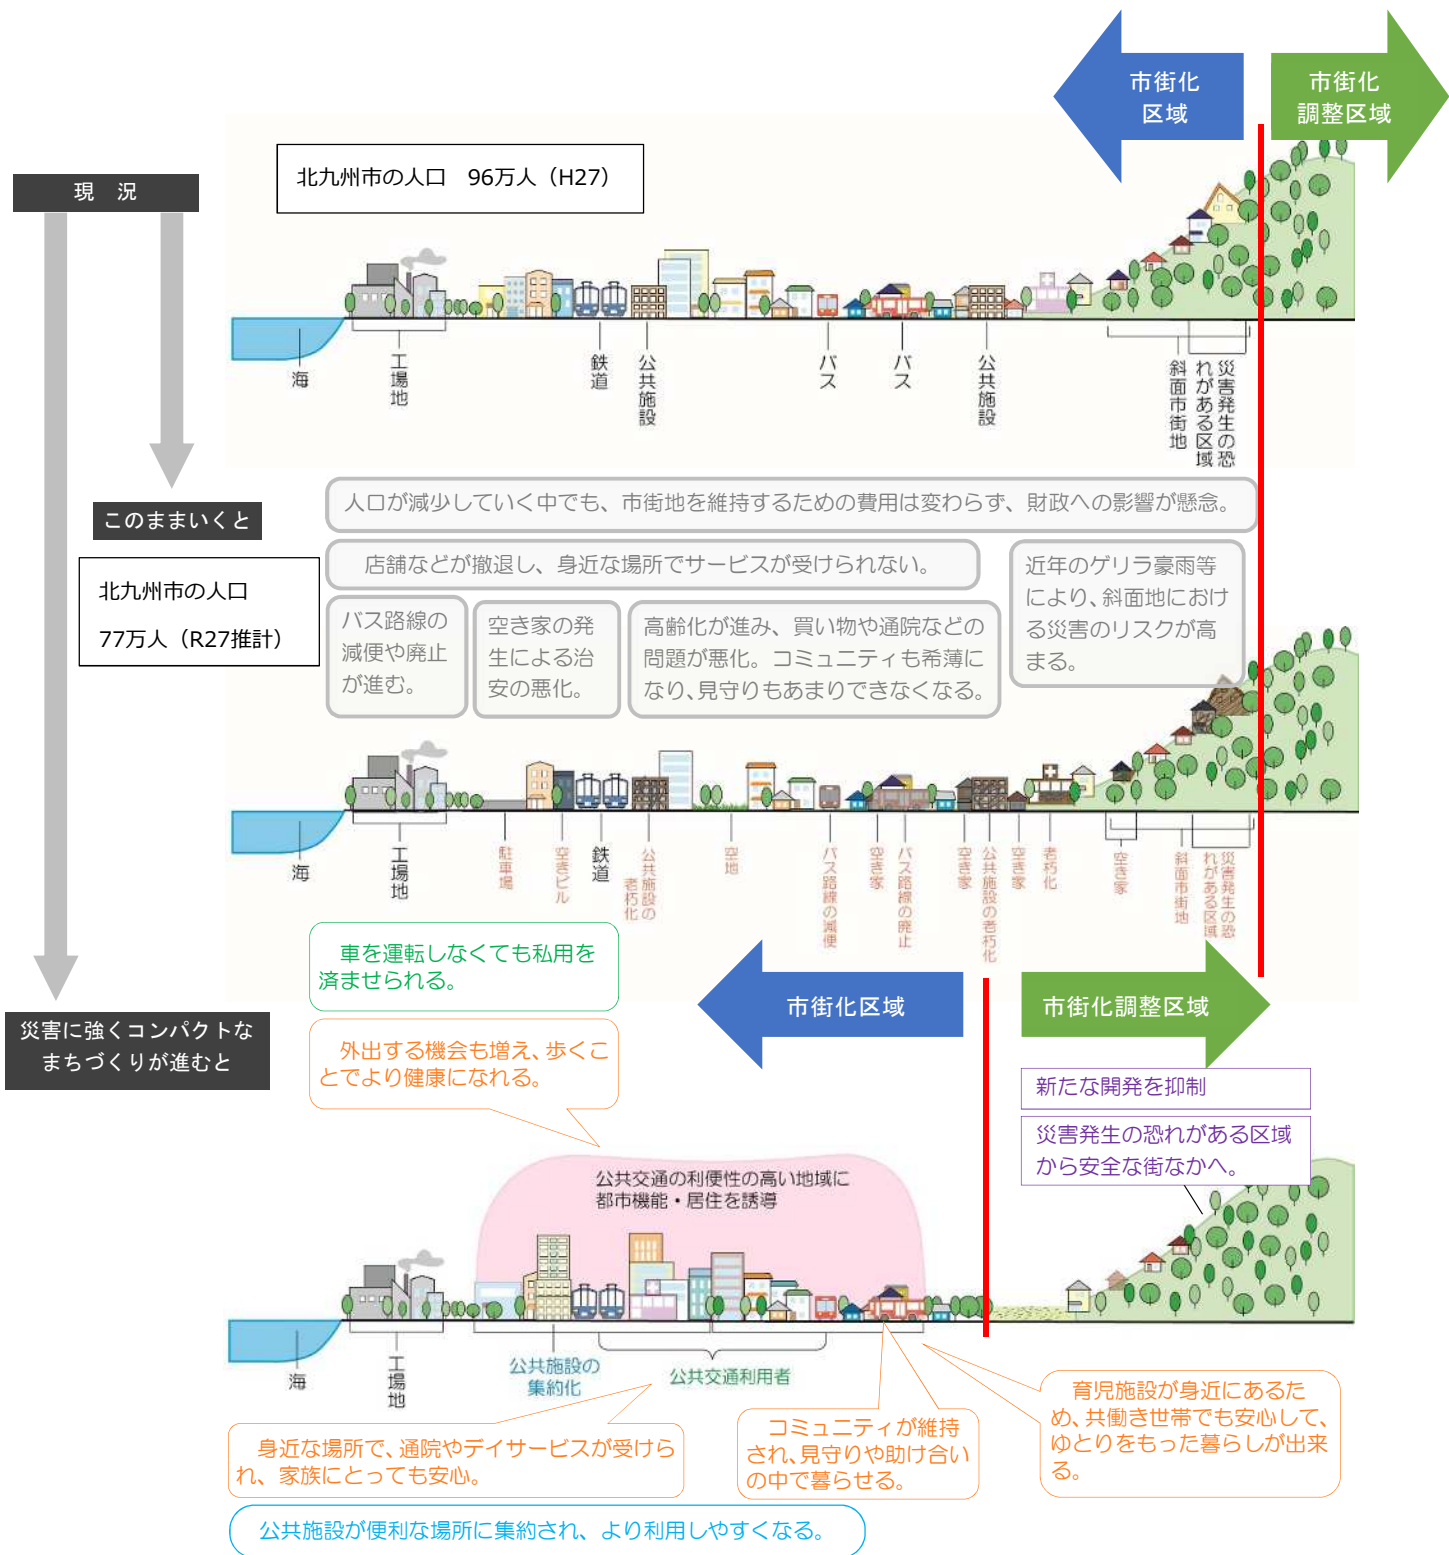 市街化
区域
市街化
調整区域
現　況
北九州市の人口　96万人（H27）
海
工場地
鉄道
公共施設
バス
バス
公共施設
斜面市街地
災害発生の恐
れがある区域
このままいくと
北九州市の人口
77万人（R27推計）
人口が減少していく中でも、市街地を維持するための費用は変わらず、財政への影響が懸念。
店舗などが撤退し、身近な場所でサービスが受けられない。
バス路線の
減便や廃止
が進む。
空き家の発
生による治
安の悪化。
高齢化が進み、買い物や通院などの
問題が悪化。コミュニティも希薄に
なり、見守りもあまりできなくなる。
近年のゲリラ豪雨等
により、斜面地におけ
る災害のリスクが高
まる。
海
工場地
駐車場
空きビル
鉄道
公共施設の
老朽化
空地
バス路線の減便
空き家
バス路線の廃止
空き家
公共施設の老朽化
空き家
老朽化
空き家
斜面市街地
災害発生の恐
れがある区域
市街化区域
市街化調整区域
災害に強くコンパクトな
まちづくりが進むと
車を運転しなくても私用を
済ませられる。
外出する機会も増え、歩くこ
とでより健康になれる。
新たな開発を抑制
災害発生の恐れがある区域
から安全な街なかへ。
公共交通の利便性の高い地域に
都市機能・居住を誘導
海
工場地
公共施設の
集約化
公共交通利用者
身近な場所で、通院やデイサービスが受けら
れ、家族にとっても安心。
コミュニティが維持
され、見守りや助け合い
の中で暮らせる。
育児施設が身近にあるた
め、共働き世帯でも安心して、
ゆとりをもった暮らしが出来
る。
公共施設が便利な場所に集約され、より利用しやすくなる。